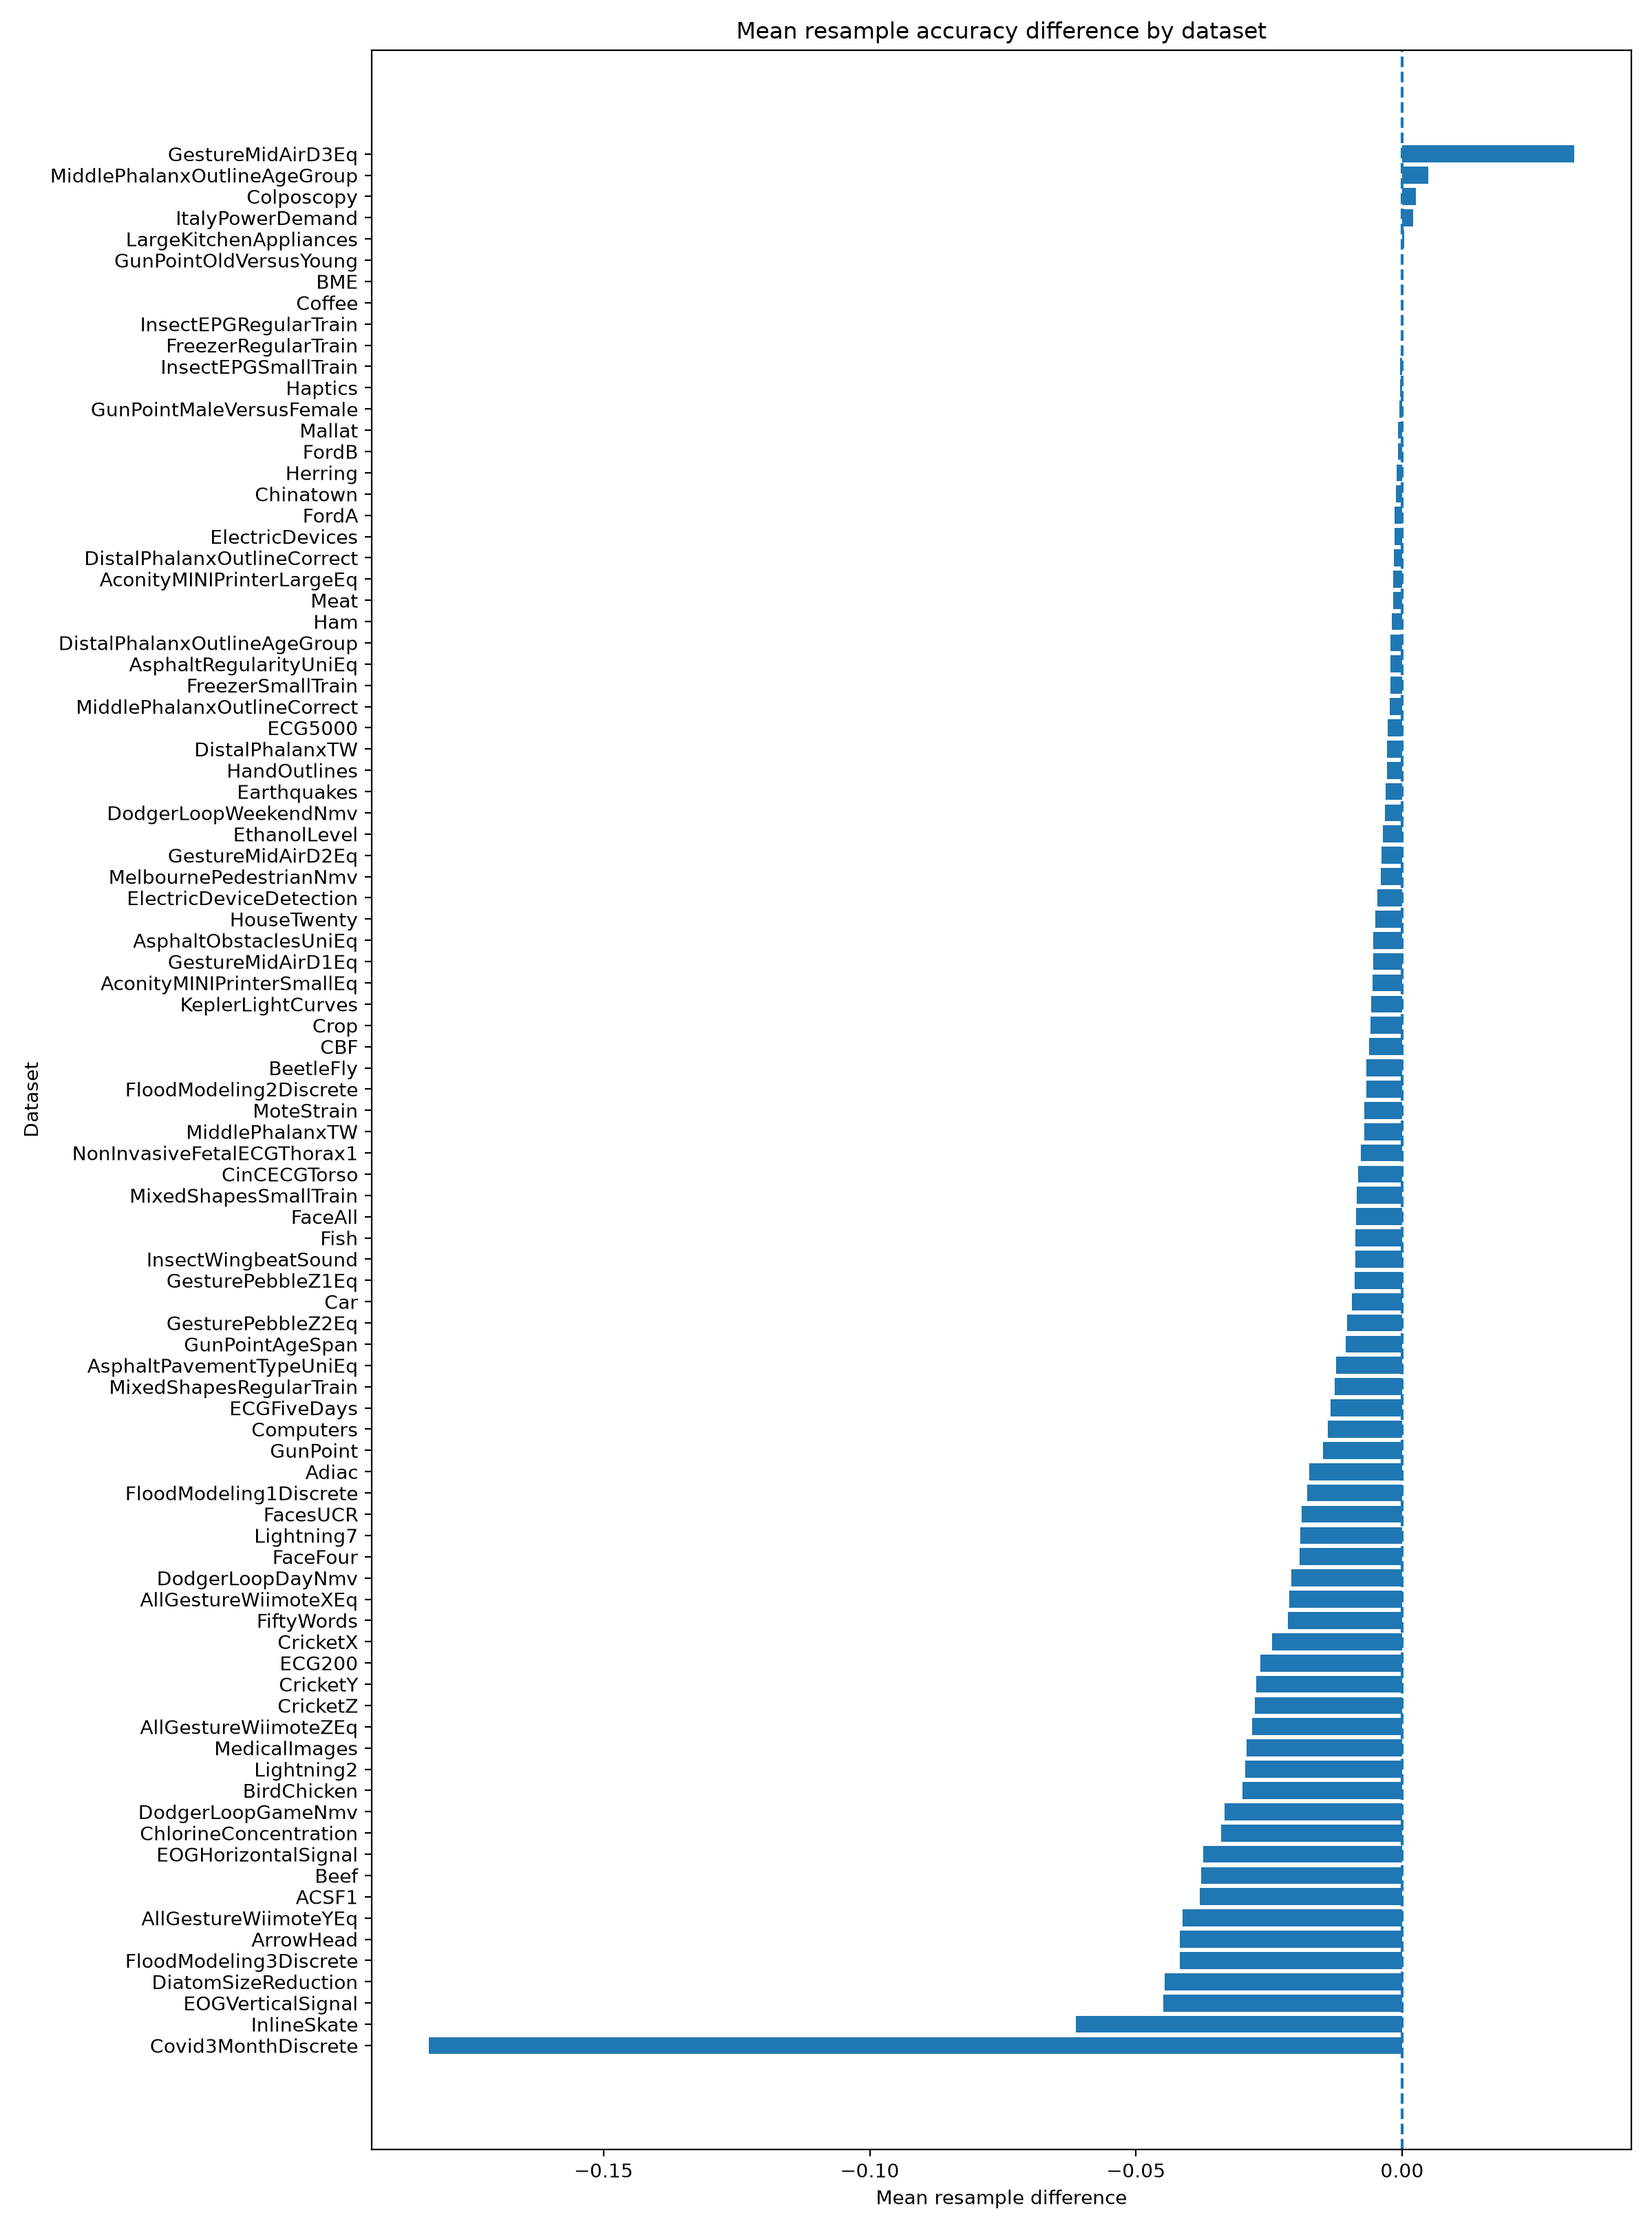 Mean resample accuracy difference by dataset
GestureMidAirD3Eq
MiddlePhalanxOutlineAgeGroup
Colposcopy
ItalyPowerDemand
LargeKitchenAppliances
GunPointOldVersusYoung
BME
Coffee
InsectEPGRegularTrain
FreezerRegularTrain
InsectEPGSmallTrain
Haptics
GunPointMaleVersusFemale
Mallat
FordB
Herring
Chinatown
FordA
ElectricDevices
DistalPhalanxOutlineCorrect
AconityMINIPrinterLargeEq
Meat
Ham
DistalPhalanxOutlineAgeGroup
AsphaltRegularityUniEq
FreezerSmallTrain
MiddlePhalanxOutlineCorrect
ECG5000
DistalPhalanxTW
HandOutlines
Earthquakes
DodgerLoopWeekendNmv
EthanolLevel
GestureMidAirD2Eq
MelbournePedestrianNmv
ElectricDeviceDetection
HouseTwenty
AsphaltObstaclesUniEq
GestureMidAirD1Eq
AconityMINIPrinterSmallEq
KeplerLightCurves
Crop
CBF
BeetleFly
FloodModeling2Discrete
MoteStrain
MiddlePhalanxTW
NonInvasiveFetalECGThorax1
CinCECGTorso
MixedShapesSmallTrain
FaceAll
Fish
InsectWingbeatSound
GesturePebbleZ1Eq
Car
GesturePebbleZ2Eq
GunPointAgeSpan
AsphaltPavementTypeUniEq
MixedShapesRegularTrain
ECGFiveDays
Computers
GunPoint
Adiac
FloodModeling1Discrete
FacesUCR
Lightning7
FaceFour
DodgerLoopDayNmv
AllGestureWiimoteXEq
FiftyWords
CricketX
ECG200
CricketY
CricketZ
AllGestureWiimoteZEq
MedicalImages
Lightning2
BirdChicken
DodgerLoopGameNmv
ChlorineConcentration
EOGHorizontalSignal
Beef
ACSF1
AllGestureWiimoteYEq
ArrowHead
FloodModeling3Discrete
DiatomSizeReduction
EOGVerticalSignal
InlineSkate
Covid3MonthDiscrete
Dataset
−0.15 −0.10 −0.05 0.00
Mean resample difference